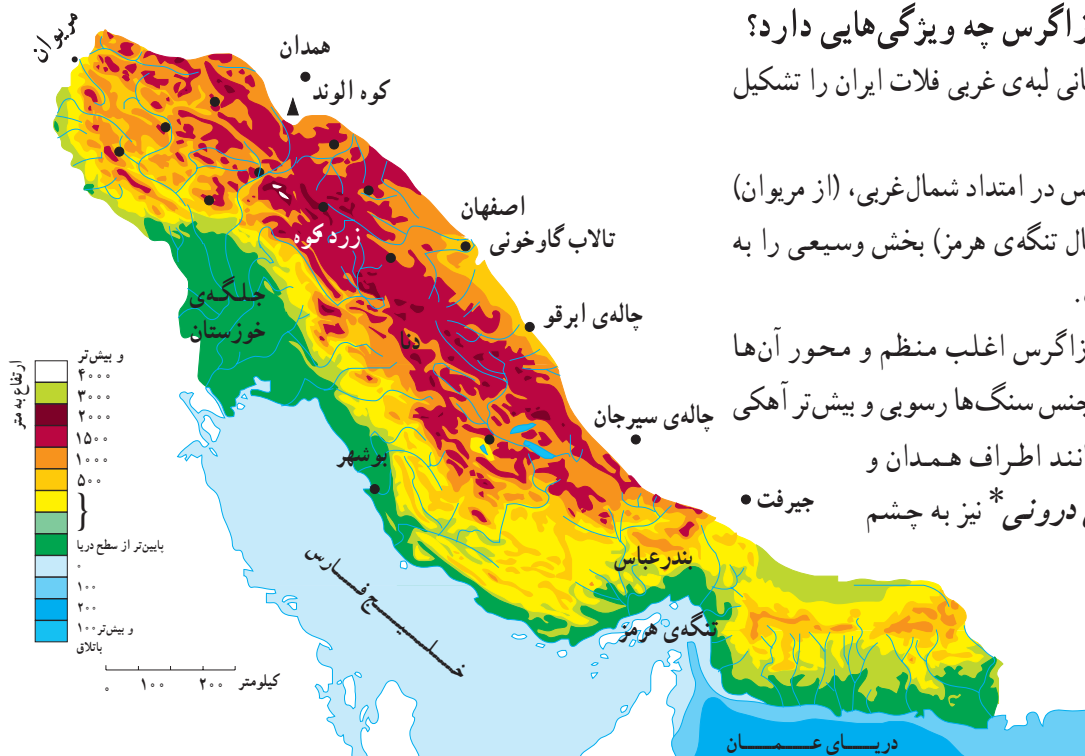 زاگرس چه ویژگی‌هایی دارد؟
انی لبه‌ی غربی فلات ایران را تشکیل
س در امتداد شمال‌غربی، (از مریوان)
ال تنگه‌ی هرمز) بخش وسیعی را به
زاگرس اغلب منظم و محور آن‌ها
جنس سنگ‌ها رسوبی و بیش‌تر آهکی
انند اطراف همدان و
درونی* نیز به چشم
مریوان
همدان
کوه الوند
زرد کوه
اصفهان
تالاب گاوخونی
جلگه‌ی
خوزستان
دنا
چاله‌ی ابرقو
چاله‌ی سیرجان
بوشهر
جیرفت
بندرعباس
خلیج فارس
تنگه‌ی هرمز
دریای عمان
ارتفاع به متر
و بیش‌تر
۴۰۰۰
۳۰۰۰
۲۰۰۰
۱۵۰۰
۱۰۰۰
۵۰۰
پایین‌تر از سطح دریا
۰
۱۰۰
۲۰۰
۱۰۰ و بیش‌تر
باتلاق
۰ ۱۰۰ ۲۰۰ کیلومتر